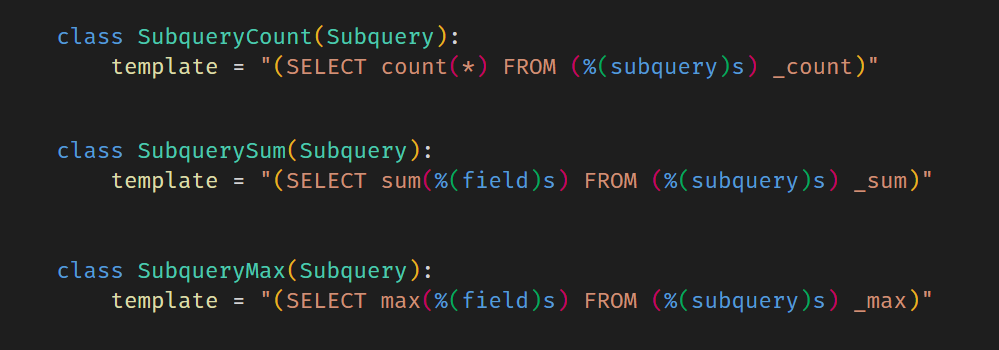 class SubqueryCount(Subquery):
    template = "(SELECT count(*) FROM (%(subquery)s) _count)"
class SubquerySum(Subquery):
    template = "(SELECT sum(%(field)s) FROM (%(subquery)s) _sum)"
class SubqueryMax(Subquery):
    template = "(SELECT max(%(field)s) FROM (%(subquery)s) _max)"